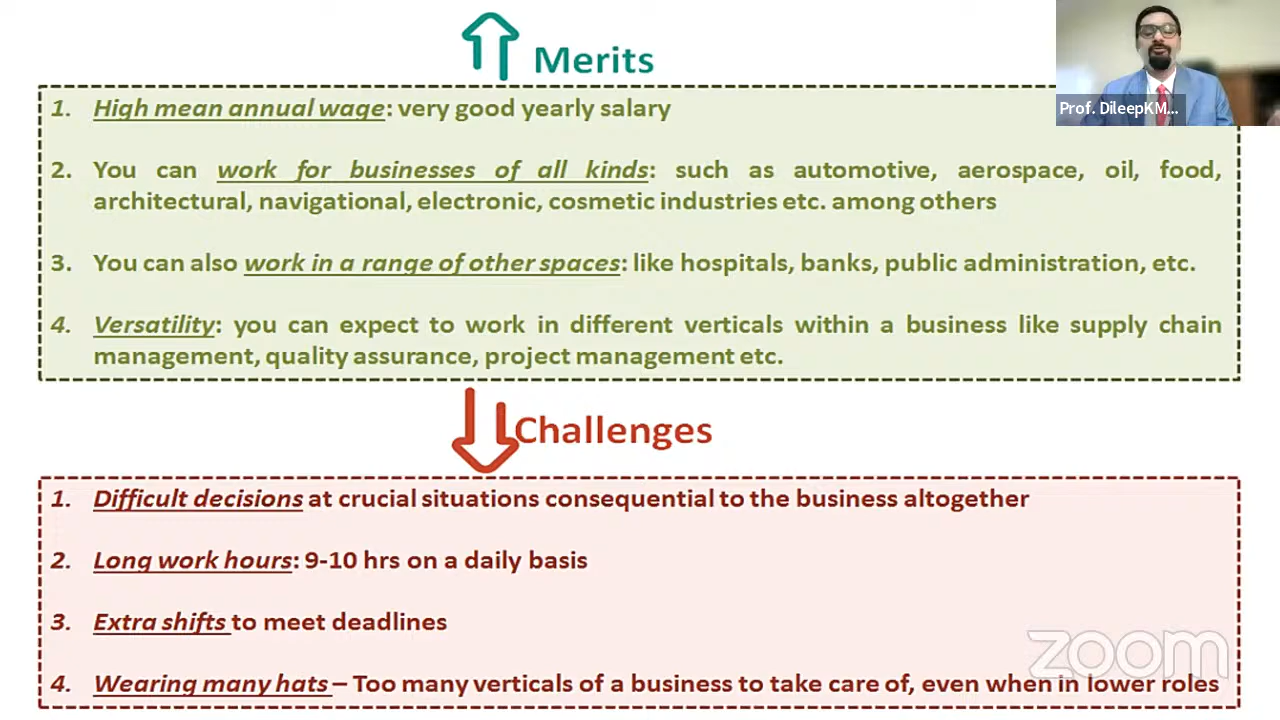 Merits
1. High mean annual wage: very good yearly salary
2. You can work for businesses of all kinds: such as automotive, aerospace, oil, food,
architectural, navigational, electronic, cosmetic industries etc. among others
3. You can also work in a range of other spaces: like hospitals, banks, public administration, etc.
4. Versatility: you can expect to work in different verticals within a business like supply chain
management, quality assurance, project management etc.
Challenges
1. Difficult decisions at crucial situations consequential to the business altogether
2. Long work hours: 9-10 hrs on a daily basis
3. Extra shifts to meet deadlines
4. Wearing many hats – Too many verticals of a business to take care of, even when in lower roles
Prof. DileepKM...
zoom